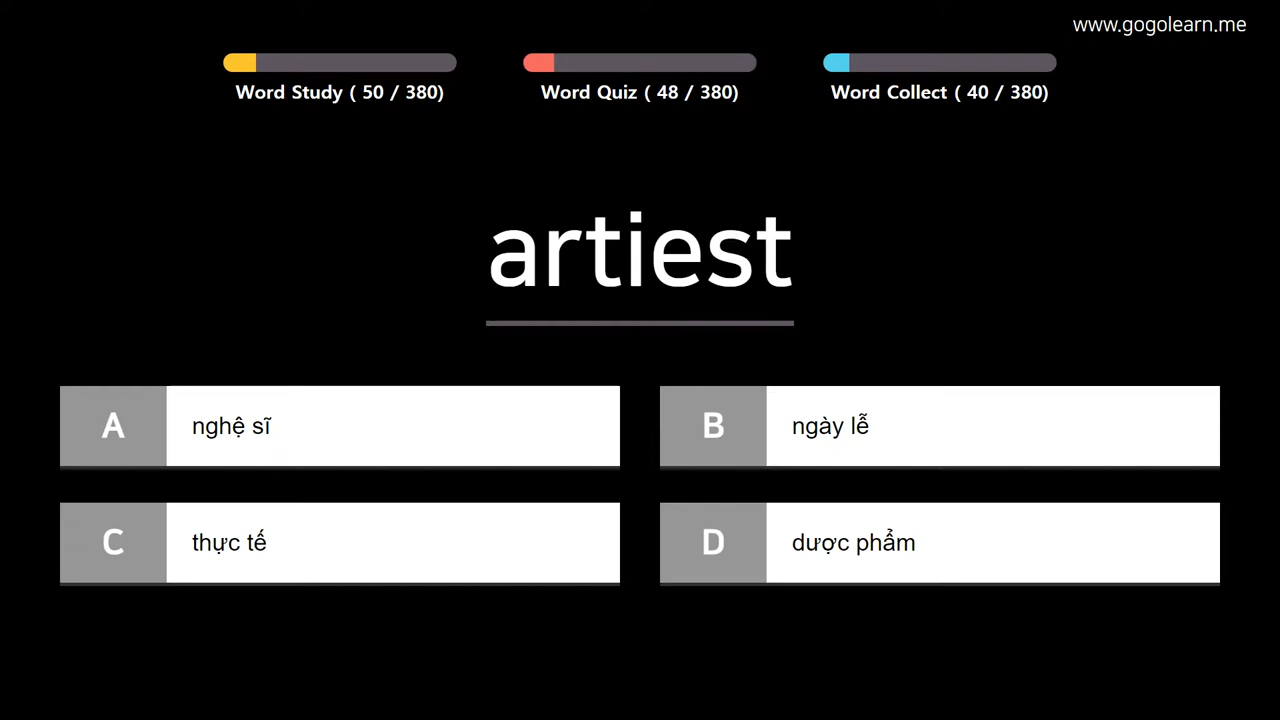 www.gogolearn.me
Word Study ( 50 / 380)
Word Quiz ( 48 / 380)
Word Collect ( 40 / 380)
artiest
A nghệ sĩ
B ngày lễ
C thực tế
D dược phẩm